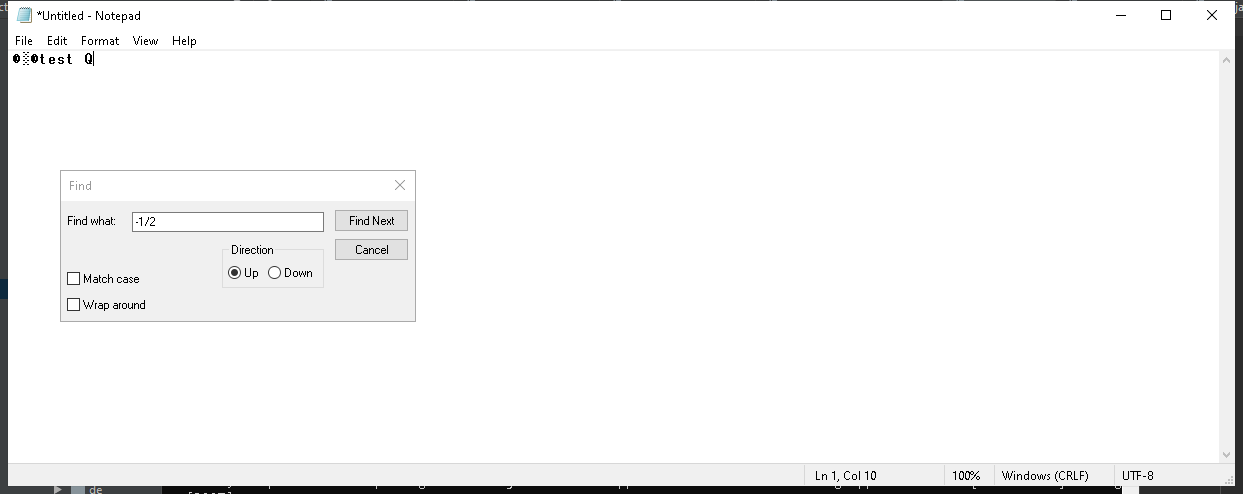 *Untitled - Notepad
File Edit Format View Help
test Q
Find
Find what: -1/2 Find Next
Direction Cancel
Up Down
Match case
Wrap around
Ln 1, Col 10 100% Windows (CRLF) UTF-8
de